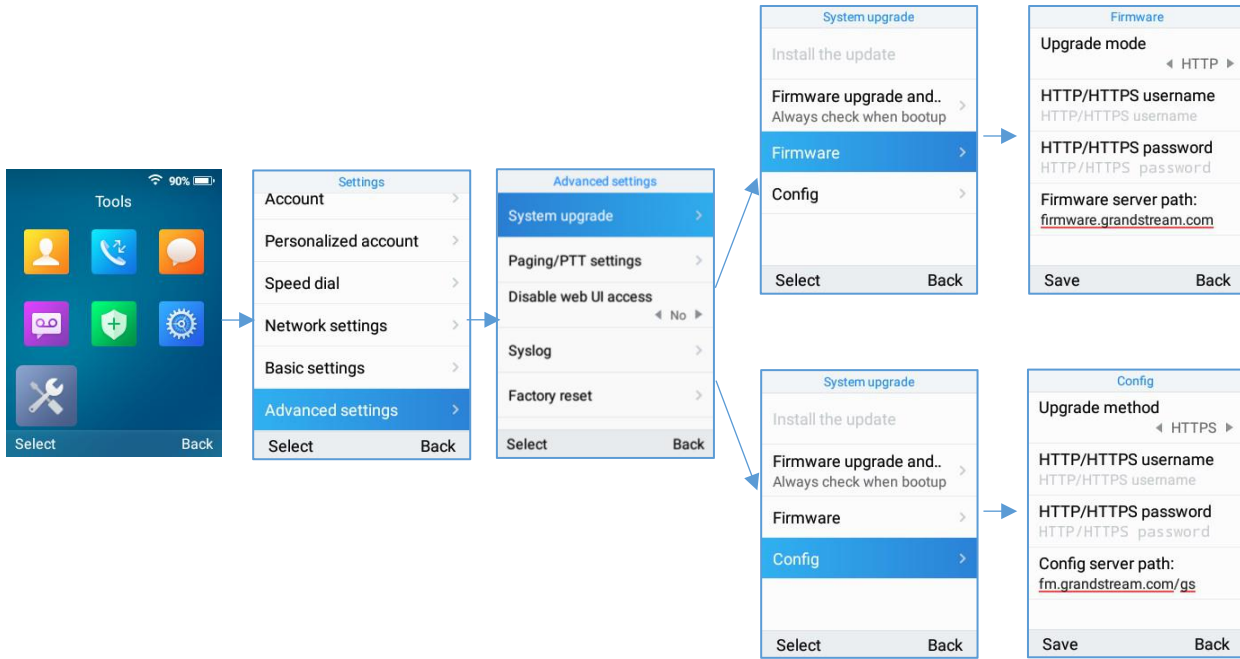 90%
Tools
Select Back
Settings
Account
Personalized account
Speed dial
Network settings
Basic settings
Advanced settings
Select Back
Advanced settings
System upgrade
Paging/PTT settings
Disable web UI access
No
Syslog
Factory reset
Select Back
System upgrade
Install the update
Firmware upgrade and..
Always check when bootup
Firmware
Config
Select Back
Firmware
Upgrade mode
HTTP
HTTP/HTTPS username
HTTP/HTTPS username
HTTP/HTTPS password
HTTP/HTTPS password
Firmware server path:
firmware.grandstream.com
Save Back
System upgrade
Install the update
Firmware upgrade and..
Always check when bootup
Firmware
Config
Select Back
Config
Upgrade method
HTTPS
HTTP/HTTPS username
HTTP/HTTPS username
HTTP/HTTPS password
HTTP/HTTPS password
Config server path:
fm.grandstream.com/gs
Save Back